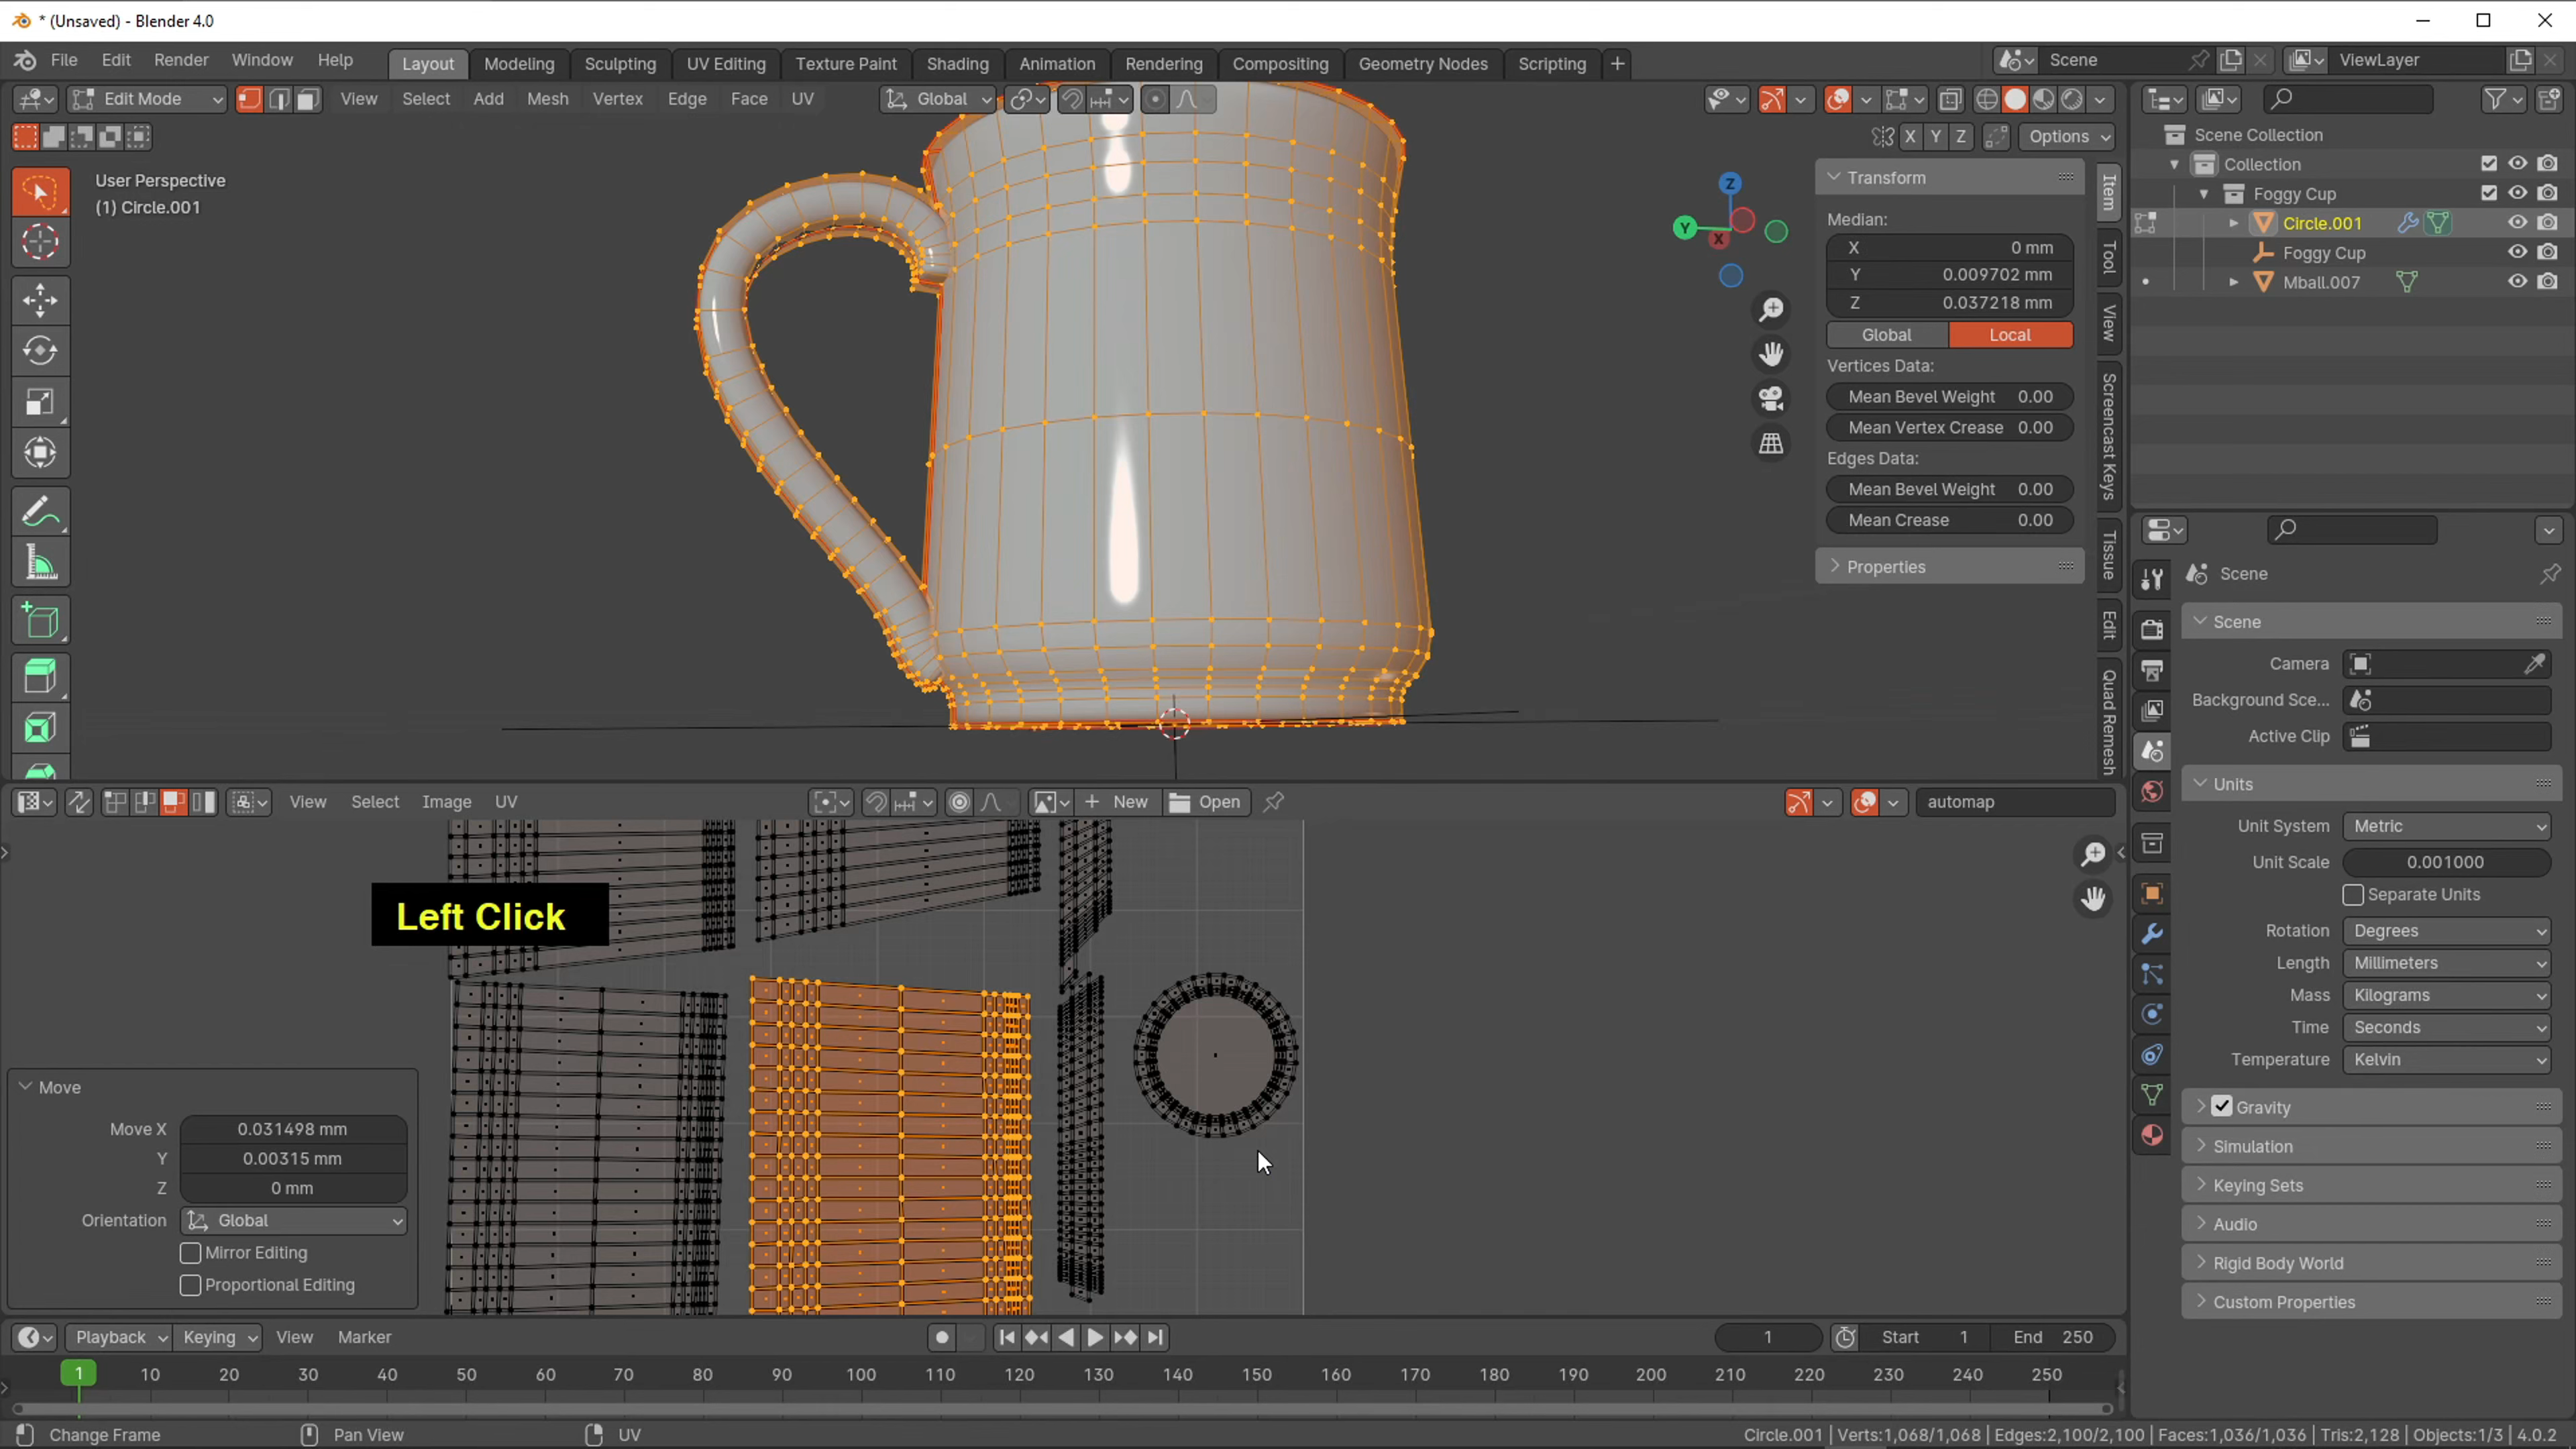 * (Unsaved) - Blender 4.0
File Edit Render Window Help Layout Modeling Sculpting UV Editing Texture Paint Shading Animation Rendering Compositing Geometry Nodes Scripting + Scene ViewLayer
Edit Mode View Select Add Mesh Vertex Edge Face UV Global
X Y Z Options
User Perspective
(1) Circle.001
Z
Y
X
Transform
Median:
X 0 mm
Y 0.009702 mm
Z 0.037218 mm
Global Local
Vertices Data:
Mean Bevel Weight 0.00
Mean Vertex Crease 0.00
Edges Data:
Mean Bevel Weight 0.00
Mean Crease 0.00
Properties
Item
Tool
View
Screencast Keys
Tissue
Edit
Quad Remesh
Scene Collection
Collection
Foggy Cup
Circle.001
Foggy Cup
Mball.007
Scene
Scene
Camera
Background Sce...
Active Clip
Units
Unit System Metric
Unit Scale 0.001000
Separate Units
Rotation Degrees
Length Millimeters
Mass Kilograms
Time Seconds
Temperature Kelvin
Gravity
Simulation
Keying Sets
Audio
Rigid Body World
Custom Properties
View Select Image UV New Open automap
Left Click
Move
Move X 0.031498 mm
Y 0.00315 mm
Z 0 mm
Orientation Global
Mirror Editing
Proportional Editing
Playback Keying View Marker 1 Start 1 End 250
1 10 20 30 40 50 60 70 80 90 100 110 120 130 140 150 160 170 180 190 200 210 220 230 240 250
Change Frame Pan View UV Circle.001 | Verts:1,068/1,068 | Edges:2,100/2,100 | Faces:1,036/1,036 | Tris:2,128 | Objects:1/3 | 4.0.2